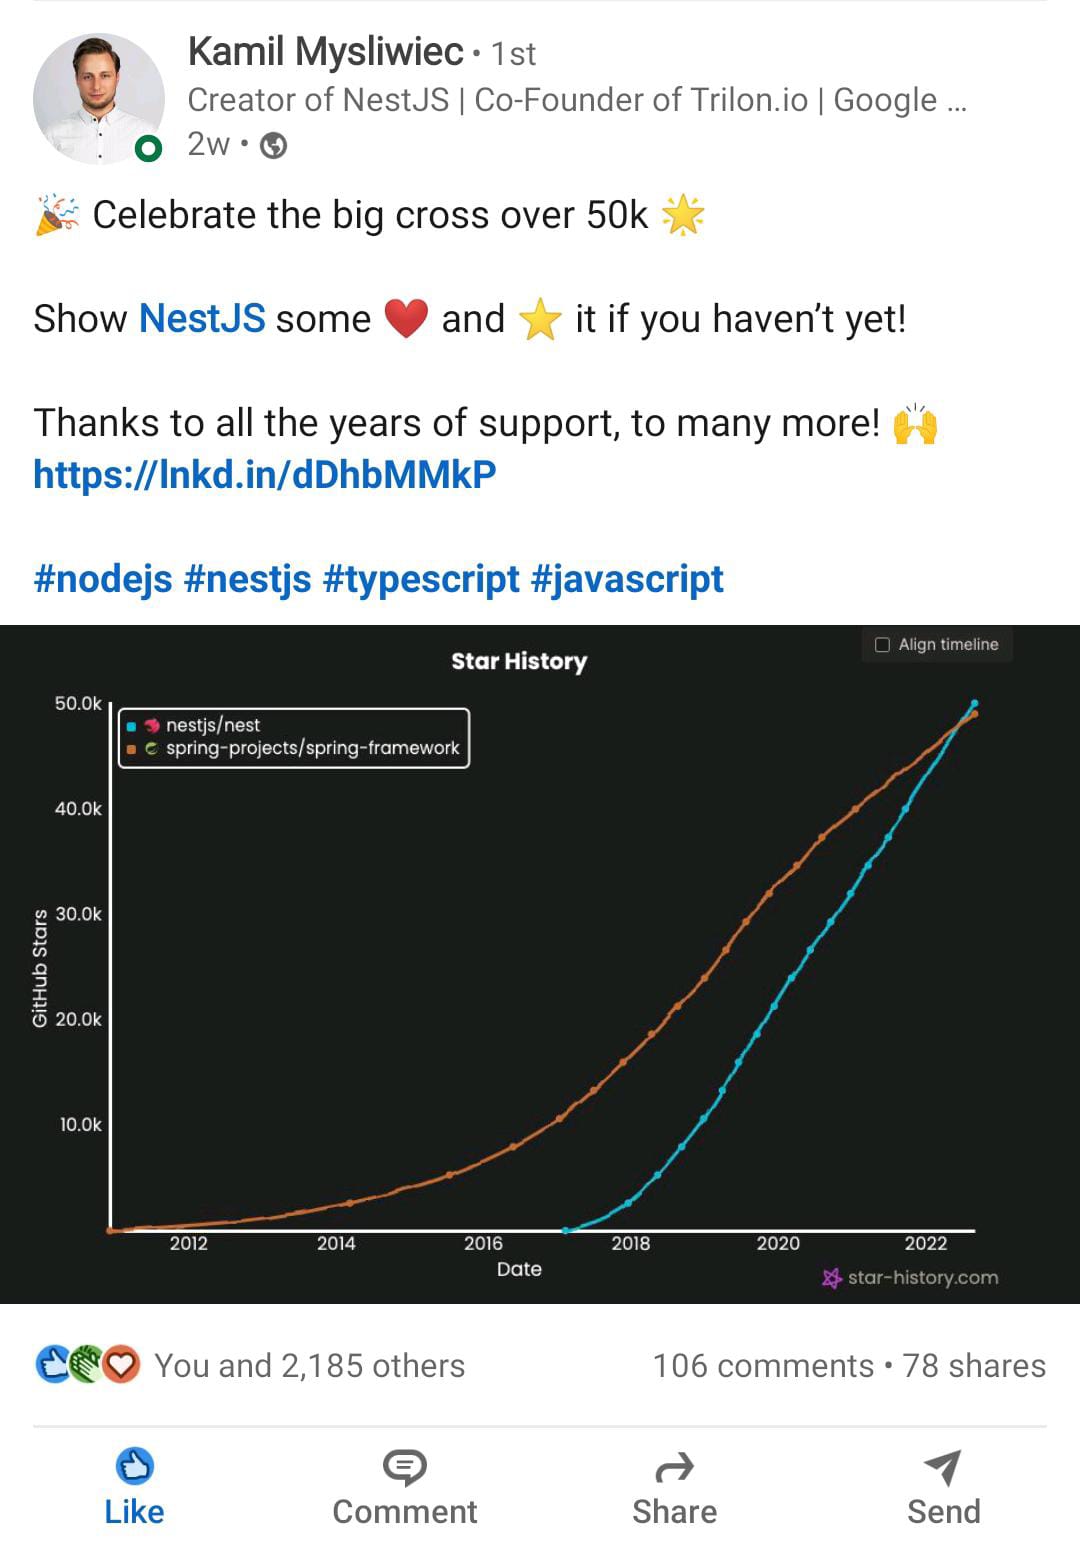 Kamil Mysliwiec • 1st
Creator of NestJS | Co-Founder of Trilon.io | Google ...
2w •
🎉 Celebrate the big cross over 50k 🌟
Show NestJS some ❤️ and ⭐ it if you haven’t yet!
Thanks to all the years of support, to many more! 🙌
https://lnkd.in/dDhbMMkP
#nodejs #nestjs #typescript #javascript
Align timeline
Star History
50.0k
nestjs/nest
spring-projects/spring-framework
40.0k
30.0k
GitHub Stars
20.0k
10.0k
2012 2014 2016 2018 2020 2022
Date
star-history.com
You and 2,185 others 106 comments • 78 shares
Like Comment Share Send